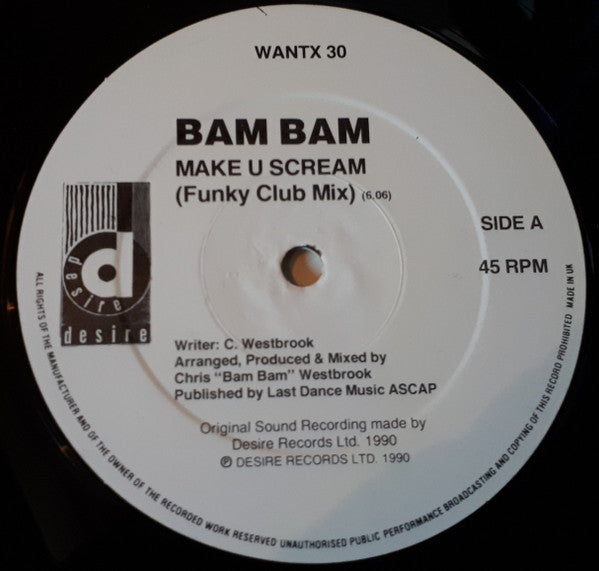 WANTX 30
BAM BAM
MAKE U SCREAM
(Funky Club Mix) (6.06)
SIDE A
45 RPM
d
desire
desire
Writer: C. Westbrook
Arranged, Produced & Mixed by
Chris "Bam Bam" Westbrook
Published by Last Dance Music ASCAP
Original Sound Recording made by
Desire Records Ltd. 1990
℗ DESIRE RECORDS LTD. 1990
ALL RIGHTS OF THE MANUFACTURER AND OF THE OWNER OF THE RECORDED WORK RESERVED UNAUTHORISED PUBLIC PERFORMANCE BROADCASTING AND COPYING OF THIS RECORD PROHIBITED MADE IN UK